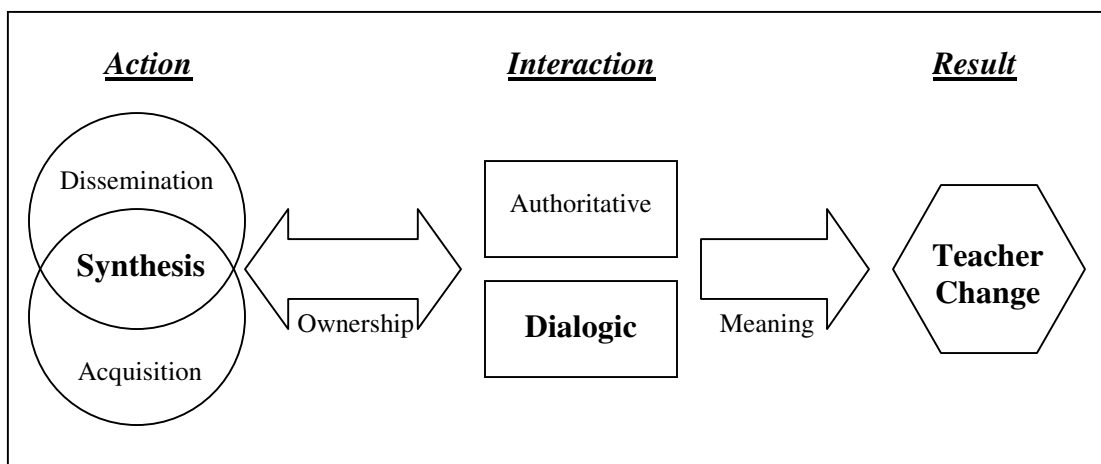 Action
Interaction
Result
Dissemination
Synthesis
Acquisition
Ownership
Authoritative
Dialogic
Meaning
Teacher
Change